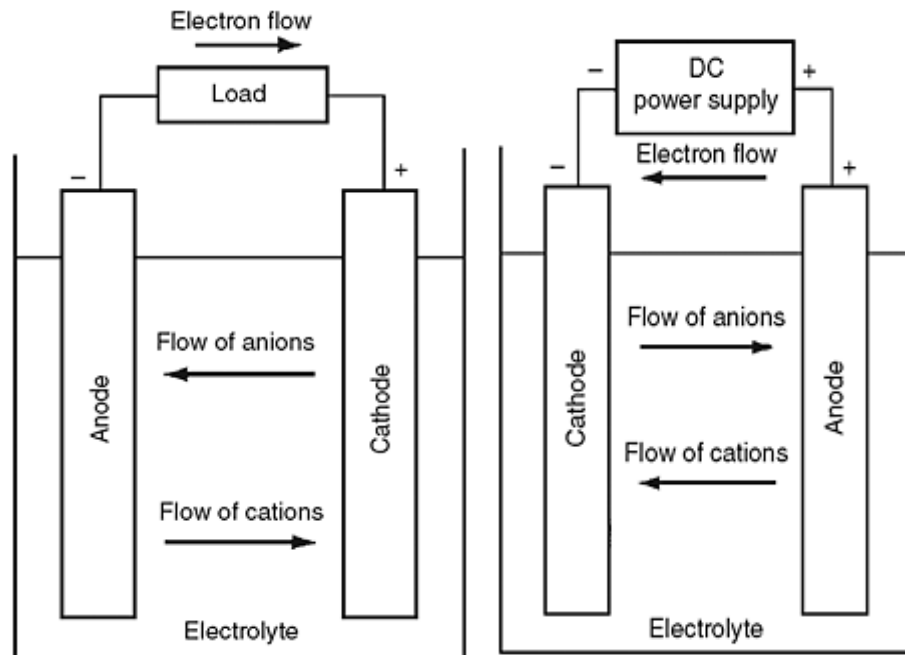 Electron flow
Load
−
+
Flow of anions
Anode
Cathode
Flow of cations
Electrolyte
−
DC
power supply
+
−
Electron flow
+
Flow of anions
Cathode
Anode
Flow of cations
Electrolyte